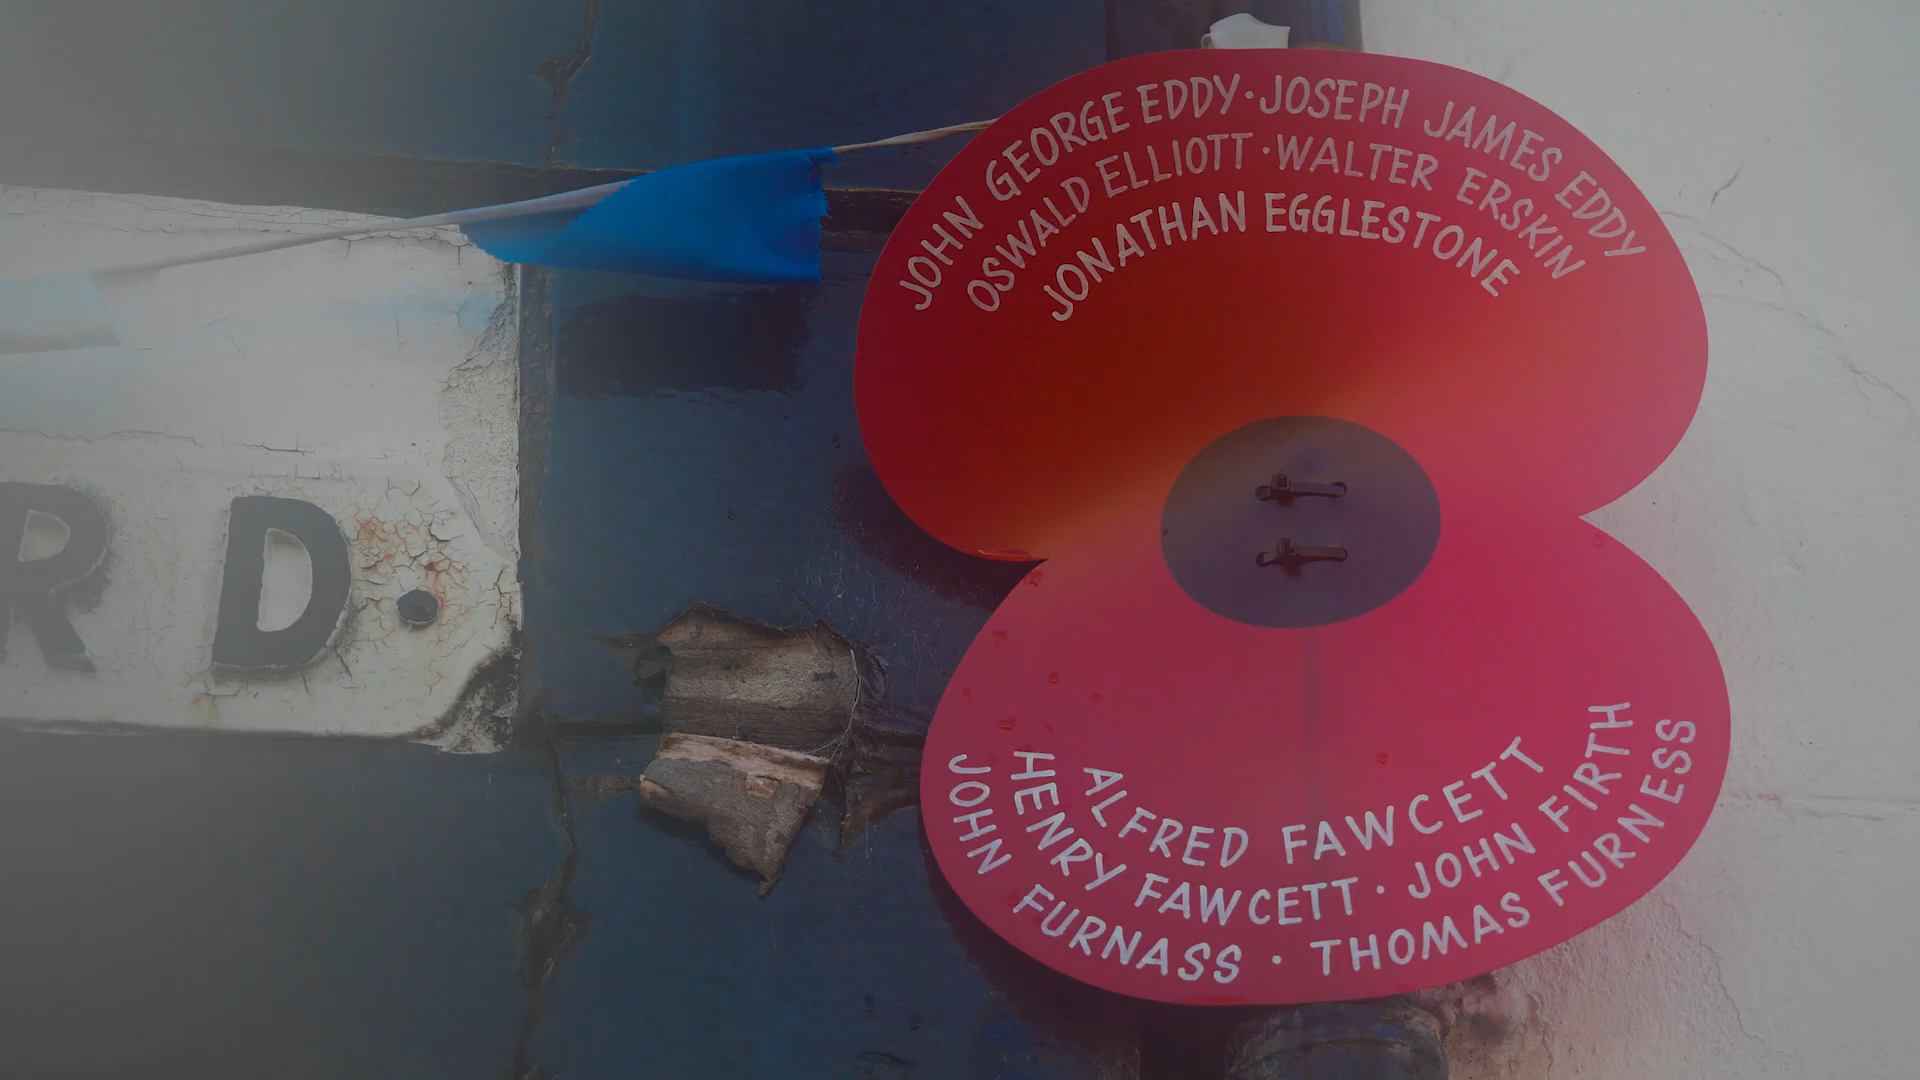 RD
JOHN GEORGE EDDY · JOSEPH JAMES EDDY
OSWALD ELLIOTT · WALTER ERSKIN
JONATHAN EGGLESTONE
ALFRED FAWCETT
HENRY FAWCETT · JOHN FIRTH
JOHN FURNASS · THOMAS FURNESS